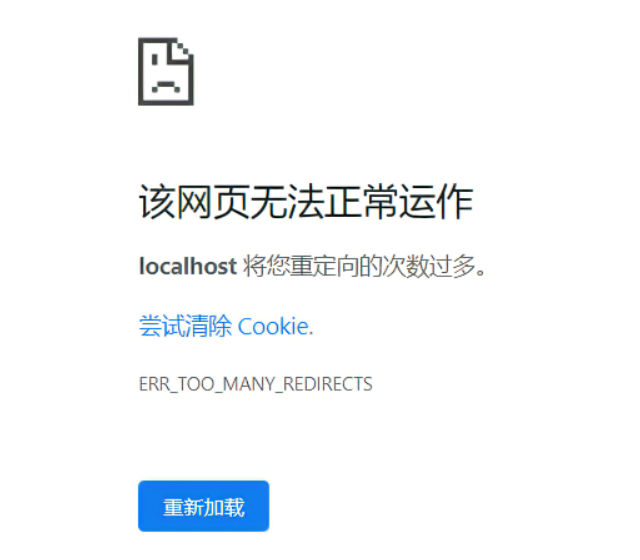 该网页无法正常运作
localhost 将您重定向的次数过多。
尝试清除 Cookie.
ERR_TOO_MANY_REDIRECTS
重新加载